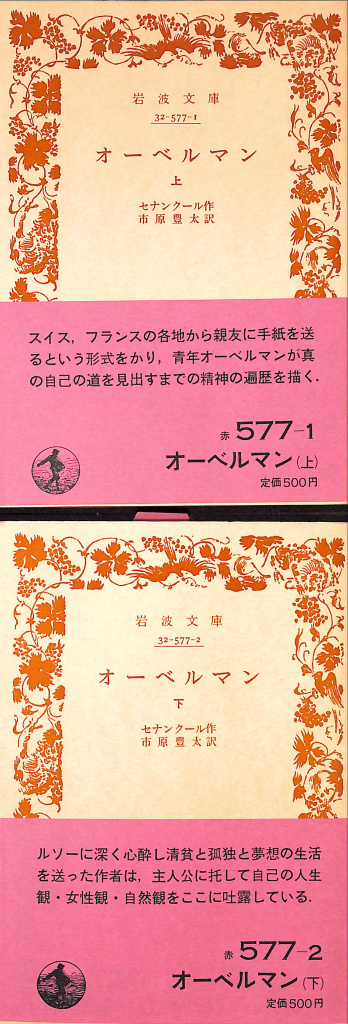 岩波文庫
32-577-1
オーベルマン
上
セナンクール作
市原豊太訳
スイス，フランスの各地から親友に手紙を送
るという形式をかり，青年オーベルマンが真
の自己の道を見出すまでの精神の遍歴を描く．
赤 577-1
オーベルマン(上)
定価500円
岩波文庫
32-577-2
オーベルマン
下
セナンクール作
市原豊太訳
ルソーに深く心酔し清貧と孤独と夢想の生活
を送った作者は，主人公に托して自己の人生
観・女性観・自然観をここに吐露している．
赤 577-2
オーベルマン(下)
定価500円